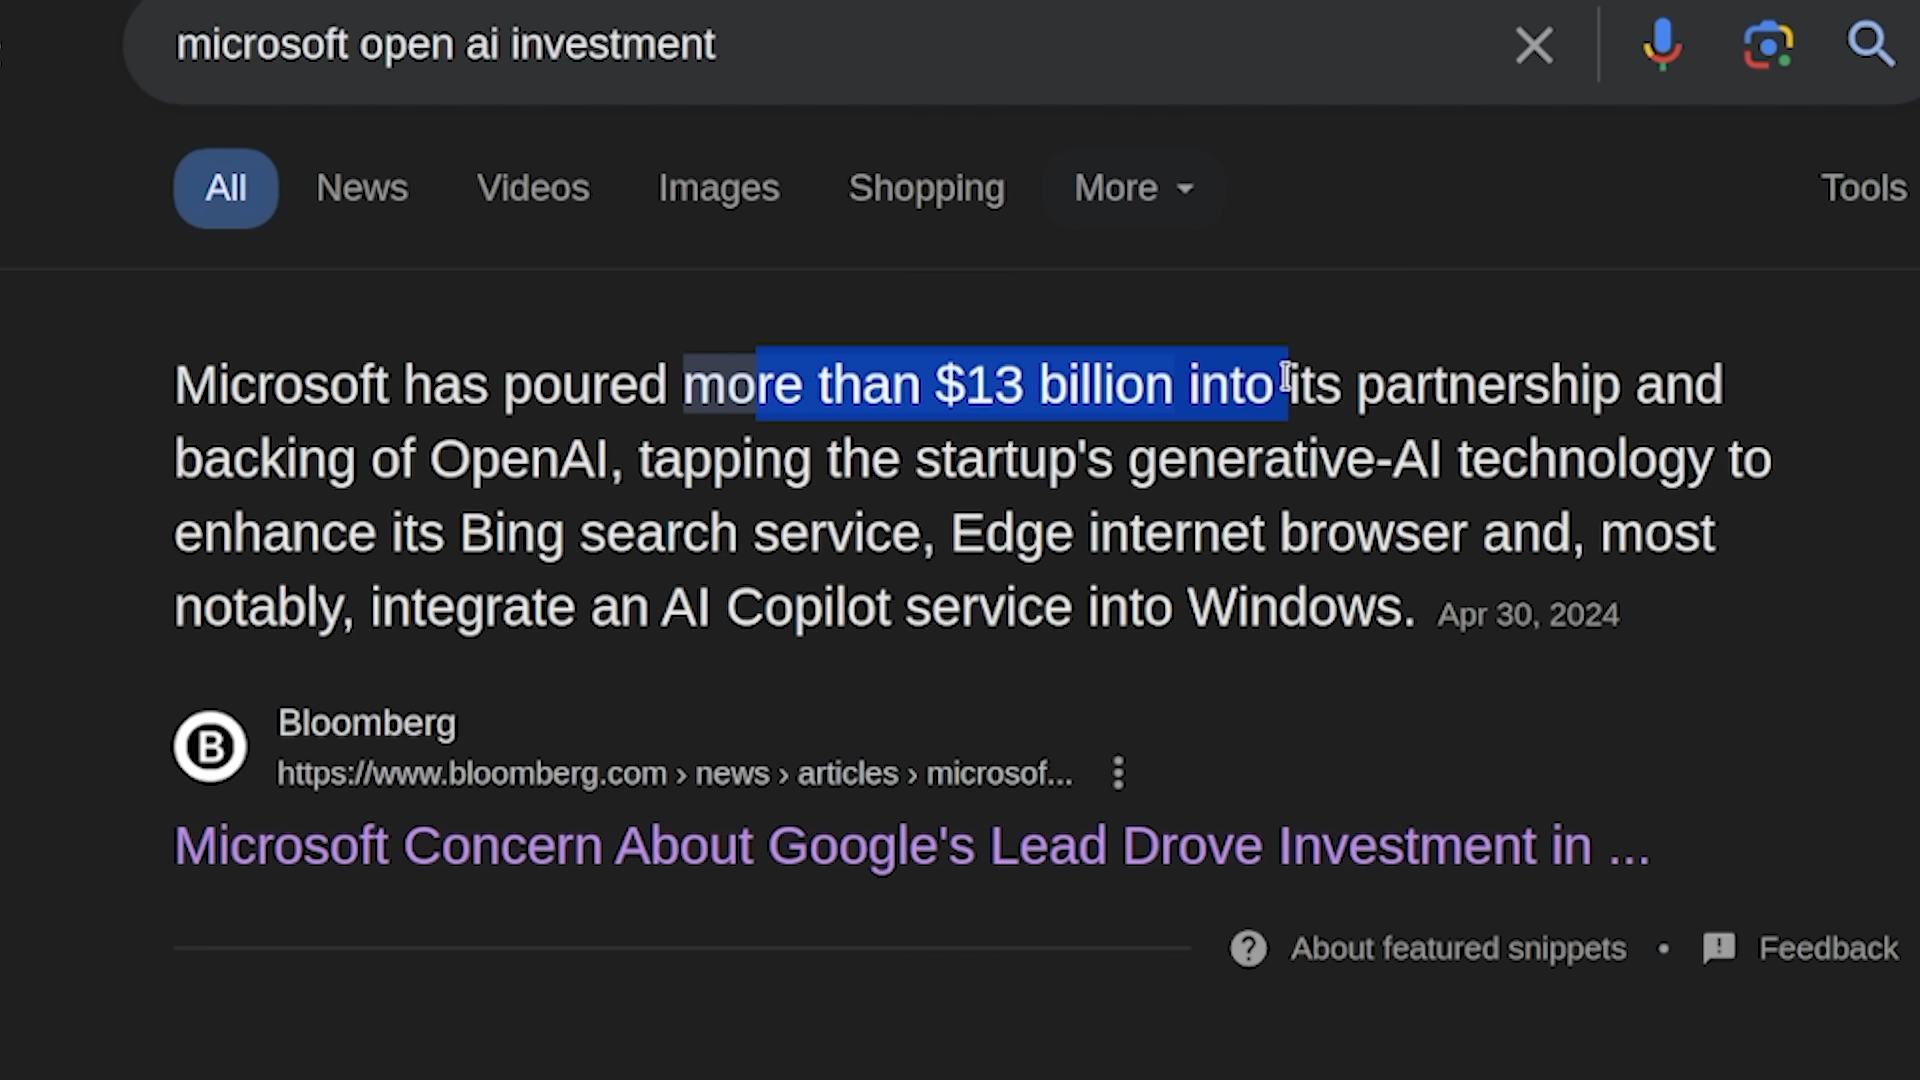 microsoft open ai investment
All News Videos Images Shopping More Tools
Microsoft has poured more than $13 billion into its partnership and
backing of OpenAI, tapping the startup's generative-AI technology to
enhance its Bing search service, Edge internet browser and, most
notably, integrate an AI Copilot service into Windows. Apr 30, 2024
B
Bloomberg
https://www.bloomberg.com › news › articles › microsof...
Microsoft Concern About Google's Lead Drove Investment in ...
About featured snippets • Feedback